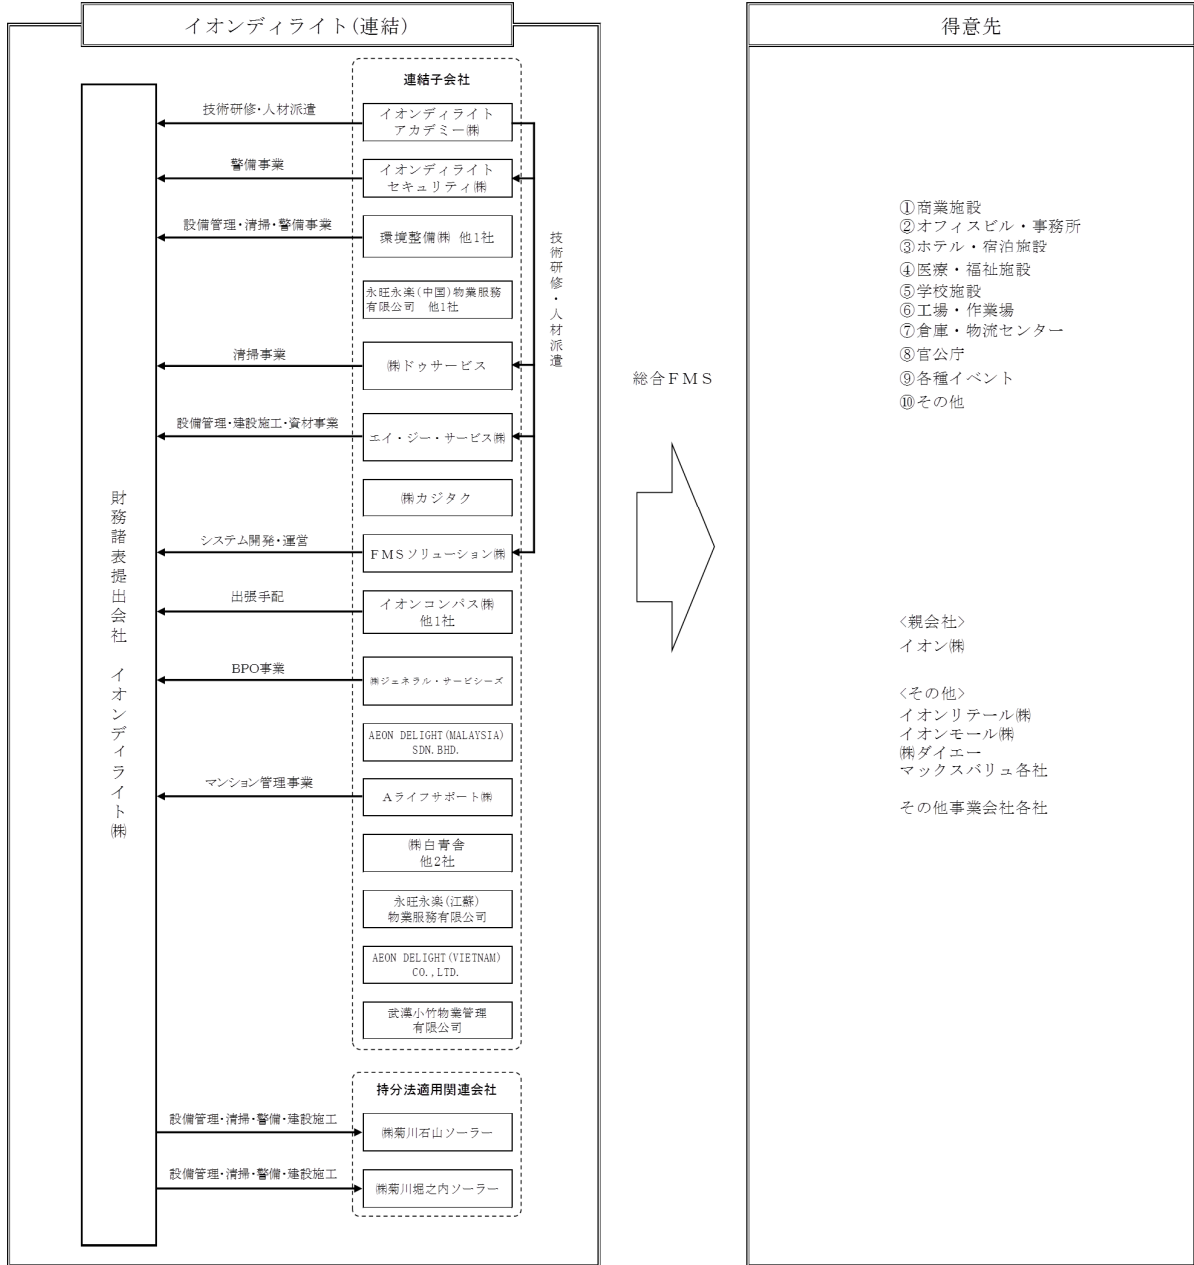 イオンディライト(連結)
連結子会社
技術研修・人材派遣
イオンディライト
アカデミー㈱
警備事業
イオンディライト
セキュリティ㈱
設備管理・清掃・警備事業
環境整備㈱ 他1社
永旺永楽(中国)物業服務
有限公司 他1社
清掃事業
㈱ドゥサービス
設備管理・建設施工・資材事業
エイ・ジー・サービス㈱
㈱カジタク
システム開発・運営
FMSソリューション㈱
出張手配
イオンコンパス㈱
他1社
BPO事業
㈱ジェネラル・サービシーズ
AEON DELIGHT(MALAYSIA)
SDN.BHD.
マンション管理事業
Aライフサポート㈱
㈱白青舎
他2社
永旺永楽(江蘇)
物業服務有限公司
AEON DELIGHT(VIETNAM)
CO.,LTD.
武漢小竹物業管理
有限公司
持分法適用関連会社
設備管理・清掃・警備・建設施工
㈱菊川石山ソーラー
設備管理・清掃・警備・建設施工
㈱菊川堀之内ソーラー
財務諸表提出会社 イオンディライト㈱
技術研修・人材派遣
総合FMS
得意先
①商業施設
②オフィスビル・事務所
③ホテル・宿泊施設
④医療・福祉施設
⑤学校施設
⑥工場・作業場
⑦倉庫・物流センター
⑧官公庁
⑨各種イベント
⑩その他
<親会社>
イオン㈱
<その他>
イオンリテール㈱
イオンモール㈱
㈱ダイエー
マックスバリュ各社
その他事業会社各社